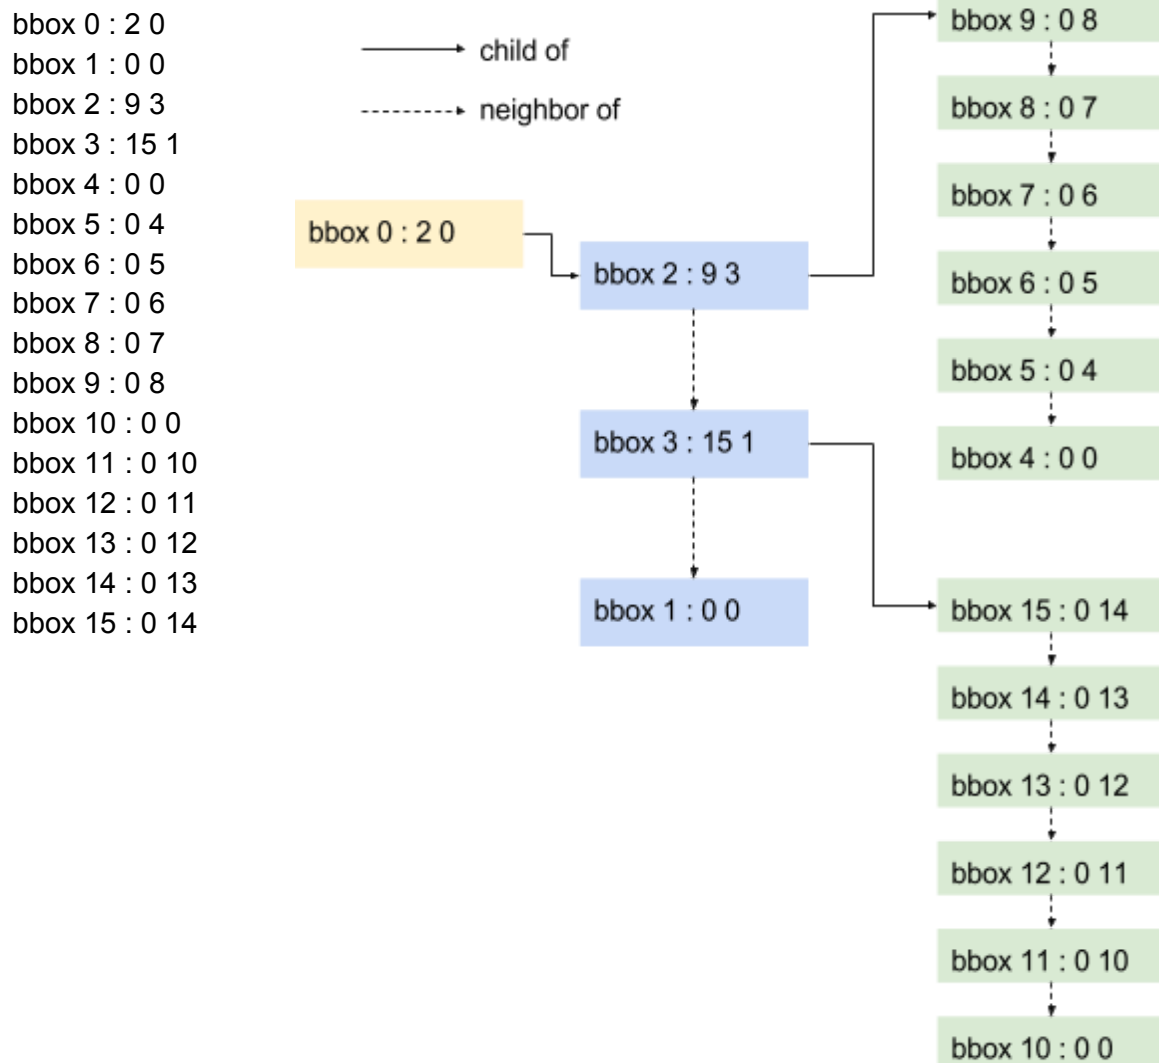 bbox 0 : 2 0
bbox 1 : 0 0
bbox 2 : 9 3
bbox 3 : 15 1
bbox 4 : 0 0
bbox 5 : 0 4
bbox 6 : 0 5
bbox 7 : 0 6
bbox 8 : 0 7
bbox 9 : 0 8
bbox 10 : 0 0
bbox 11 : 0 10
bbox 12 : 0 11
bbox 13 : 0 12
bbox 14 : 0 13
bbox 15 : 0 14
child of
neighbor of
bbox 0 : 2 0
bbox 2 : 9 3
bbox 3 : 15 1
bbox 1 : 0 0
bbox 9 : 0 8
bbox 8 : 0 7
bbox 7 : 0 6
bbox 6 : 0 5
bbox 5 : 0 4
bbox 4 : 0 0
bbox 15 : 0 14
bbox 14 : 0 13
bbox 13 : 0 12
bbox 12 : 0 11
bbox 11 : 0 10
bbox 10 : 0 0